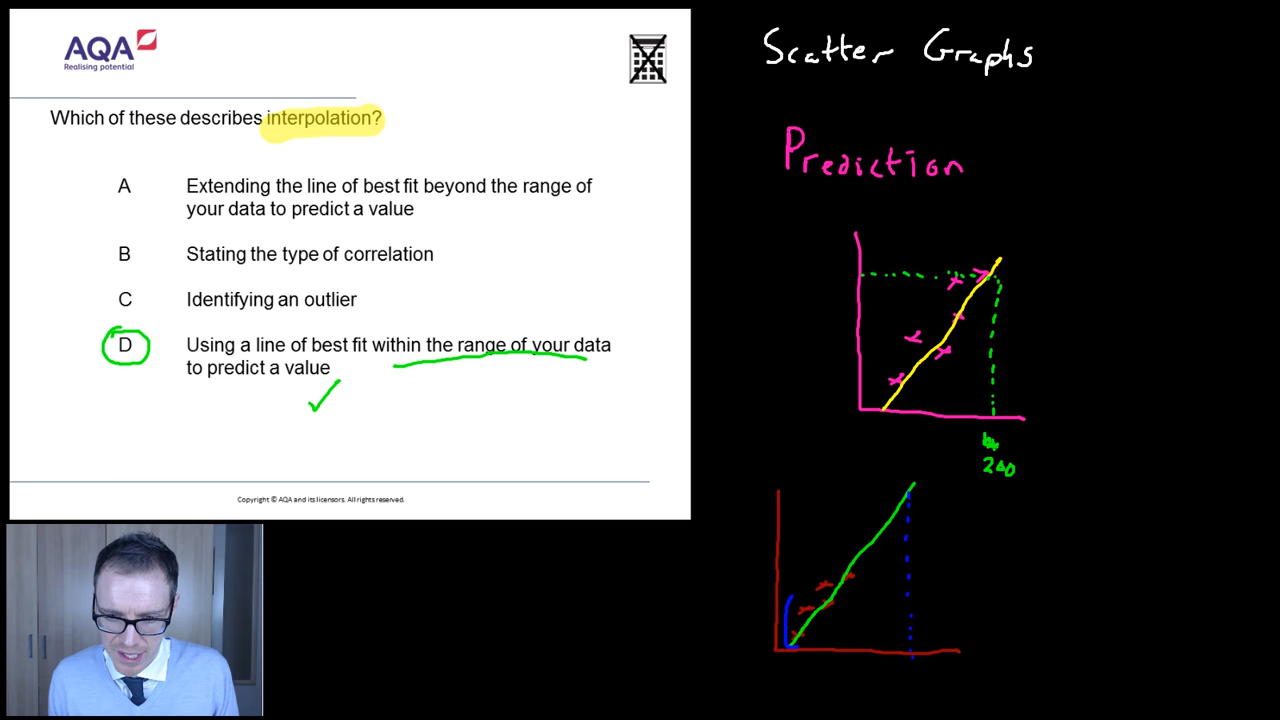 AQA
Realising potential
Which of these describes interpolation?
A Extending the line of best fit beyond the range of
your data to predict a value
B Stating the type of correlation
C Identifying an outlier
D Using a line of best fit within the range of your data
to predict a value
Copyright © AQA and its licensors. All rights reserved.
Scatter Graphs
Prediction
200